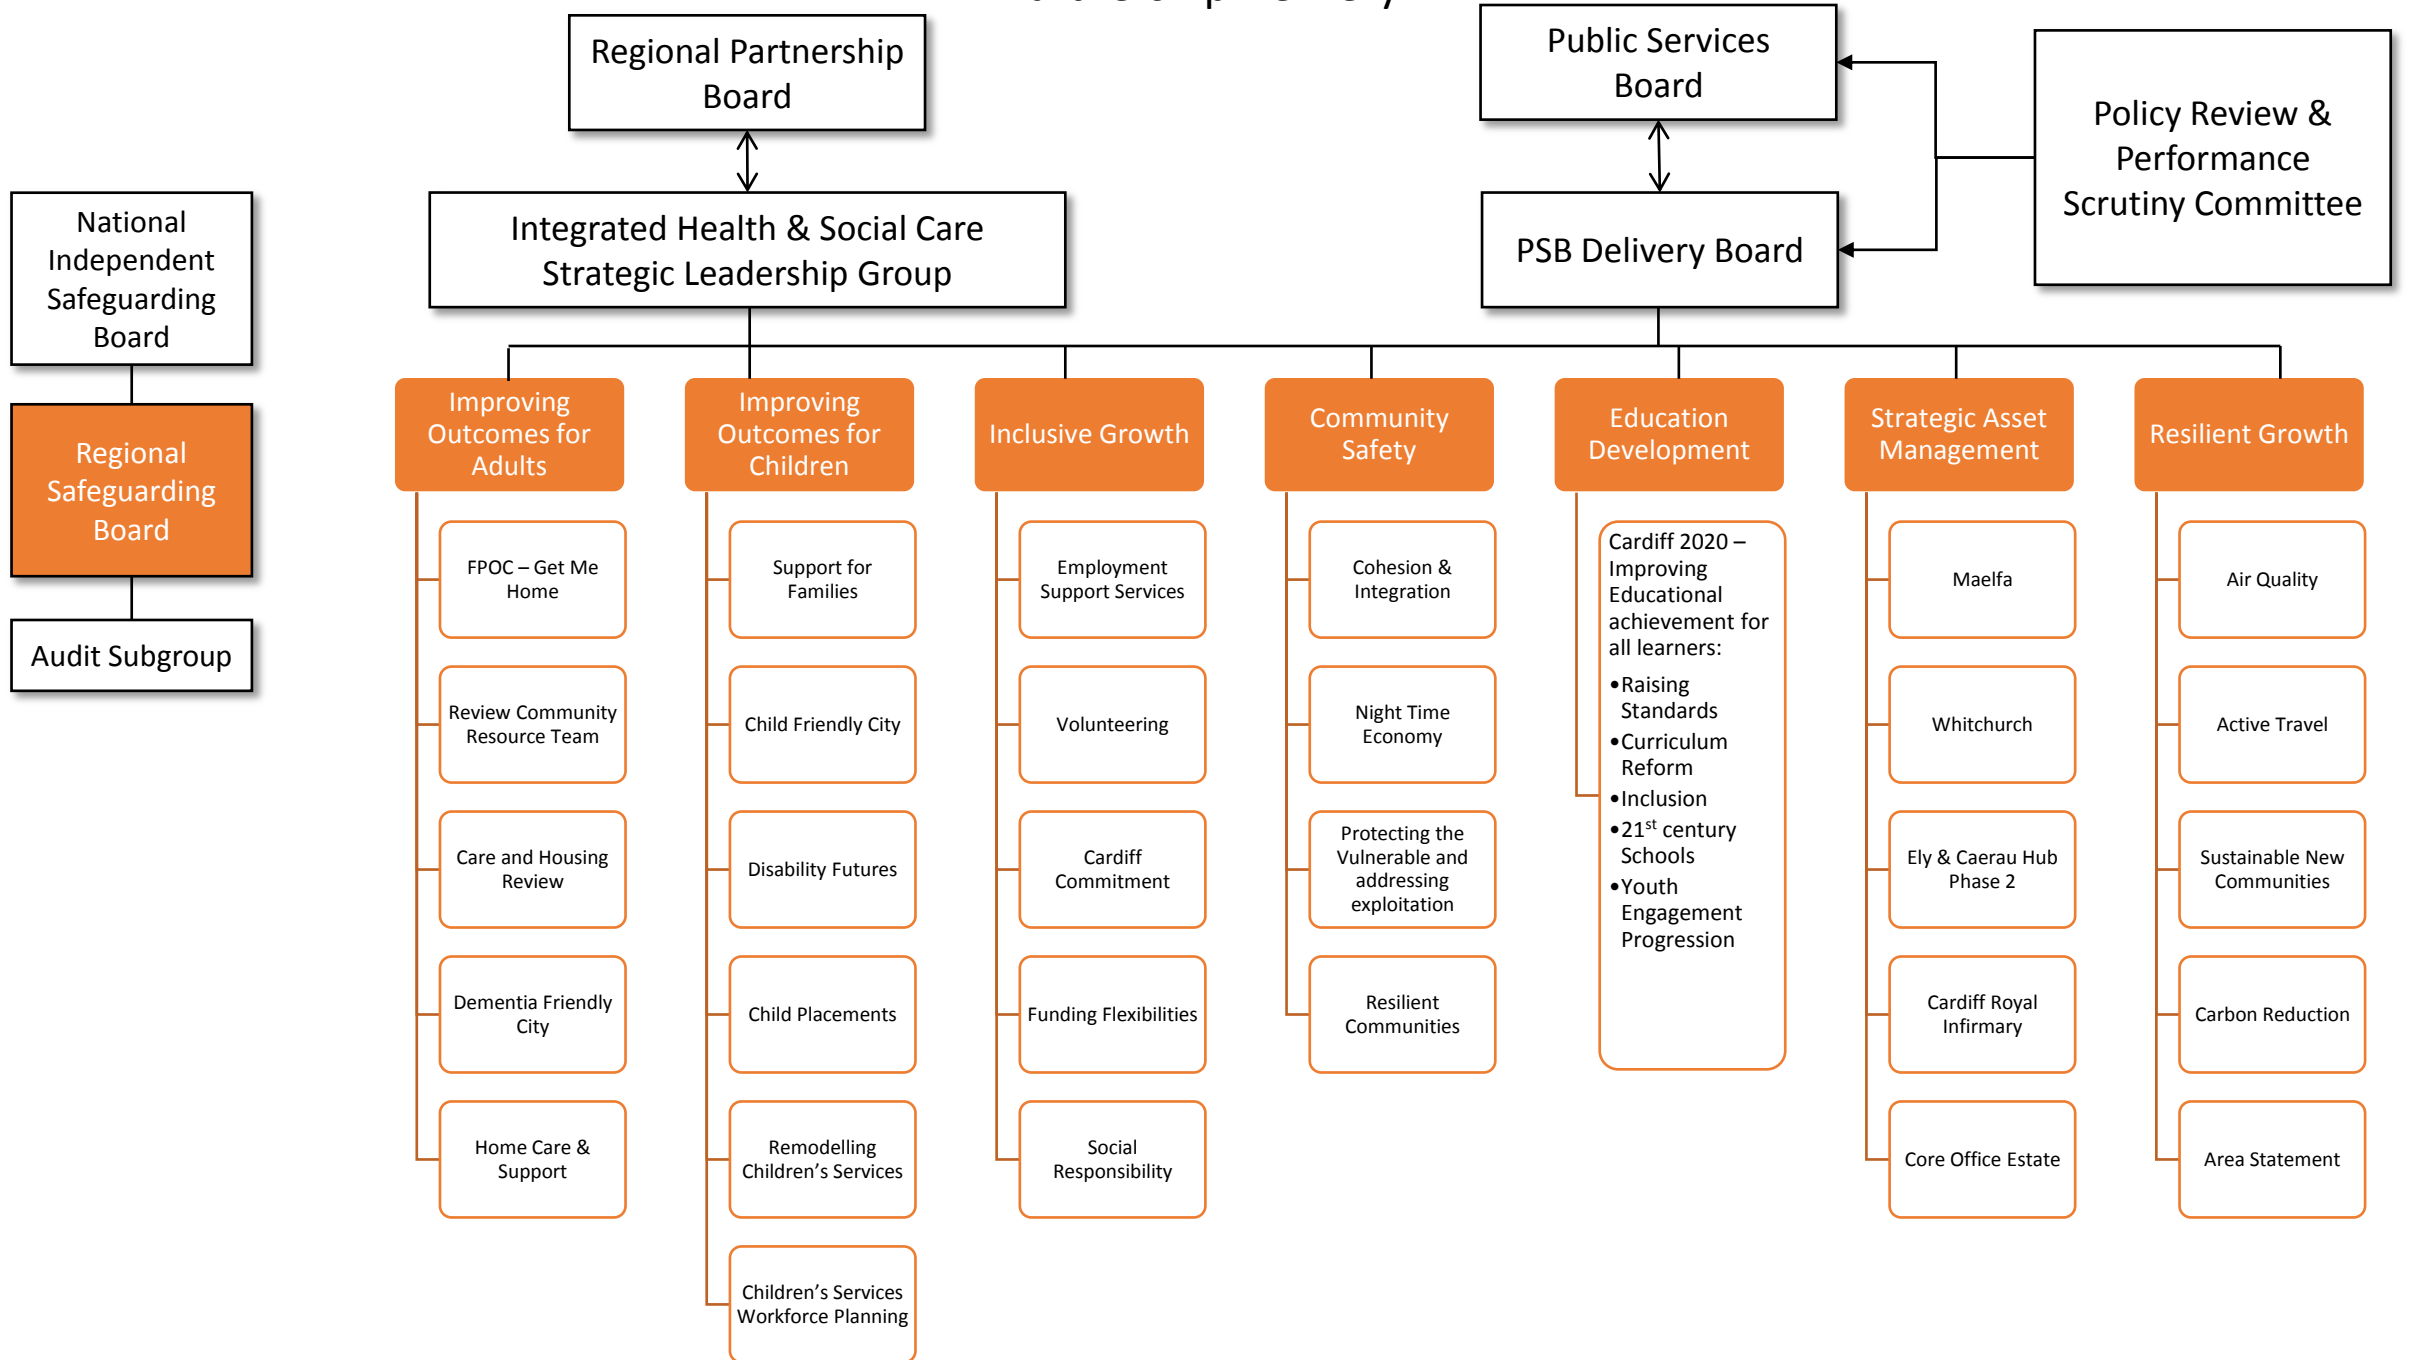 Regional Partnership
Board
Public Services
Board
Policy Review &
Performance
Scrutiny Committee
National
Independent
Safeguarding
Board
Integrated Health & Social Care
Strategic Leadership Group
PSB Delivery Board
Regional
Safeguarding
Board
Audit Subgroup
Improving
Outcomes for
Adults
FPOC – Get Me
Home
Review Community
Resource Team
Care and Housing
Review
Dementia Friendly
City
Home Care &
Support
Improving
Outcomes for
Children
Support for
Families
Child Friendly City
Disability Futures
Child Placements
Remodelling
Children’s Services
Children’s Services
Workforce Planning
Inclusive Growth
Employment
Support Services
Volunteering
Cardiff
Commitment
Funding Flexibilities
Social
Responsibility
Community
Safety
Cohesion &
Integration
Night Time
Economy
Protecting the
Vulnerable and
addressing
exploitation
Resilient
Communities
Education
Development
Cardiff 2020 –
Improving
Educational
achievement for
all learners:
•Raising
Standards
•Curriculum
Reform
•Inclusion
•21st century
Schools
•Youth
Engagement
Progression
Strategic Asset
Management
Maelfa
Whitchurch
Ely & Caerau Hub
Phase 2
Cardiff Royal
Infirmary
Core Office Estate
Resilient Growth
Air Quality
Active Travel
Sustainable New
Communities
Carbon Reduction
Area Statement